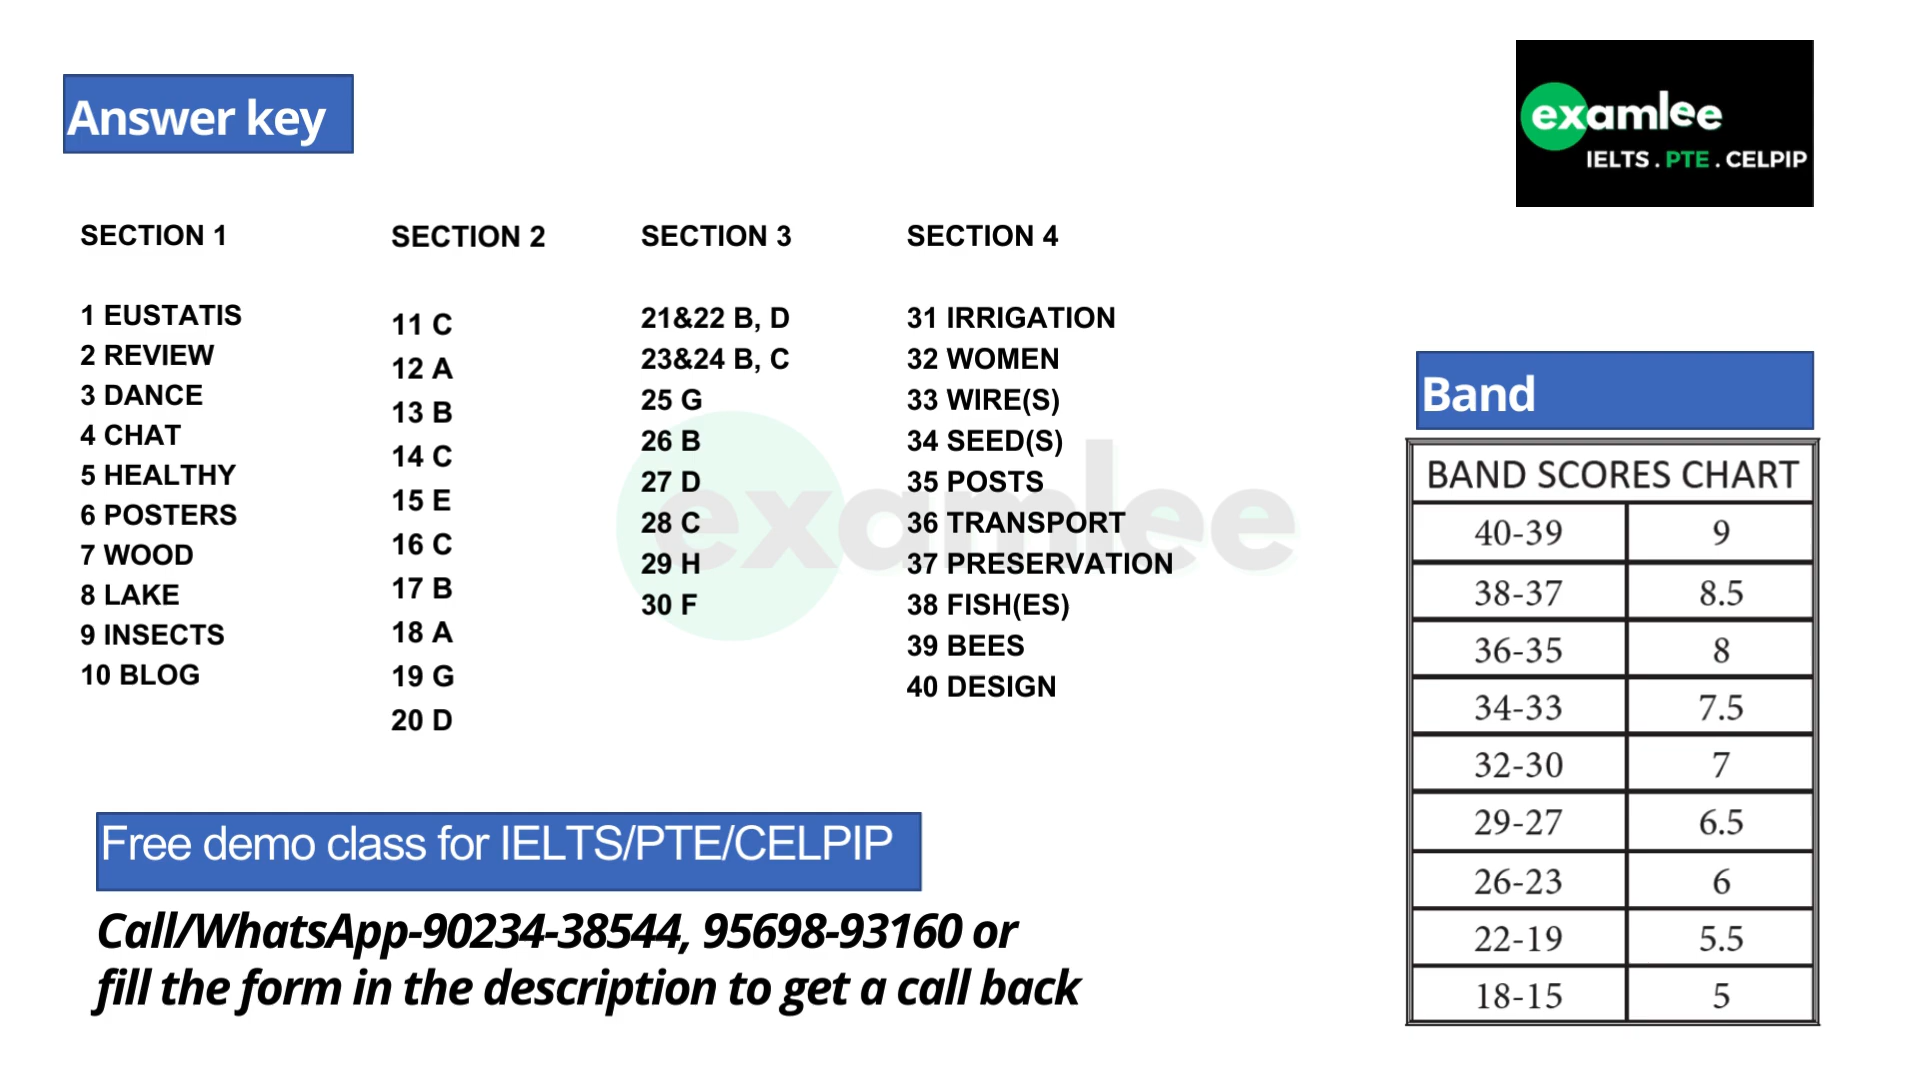 Answer key
examlee
IELTS . PTE . CELPIP
SECTION 1
1 EUSTATIS
2 REVIEW
3 DANCE
4 CHAT
5 HEALTHY
6 POSTERS
7 WOOD
8 LAKE
9 INSECTS
10 BLOG
SECTION 2
11 C
12 A
13 B
14 C
15 E
16 C
17 B
18 A
19 G
20 D
SECTION 3
21&22 B, D
23&24 B, C
25 G
26 B
27 D
28 C
29 H
30 F
SECTION 4
31 IRRIGATION
32 WOMEN
33 WIRE(S)
34 SEED(S)
35 POSTS
36 TRANSPORT
37 PRESERVATION
38 FISH(ES)
39 BEES
40 DESIGN
examlee
Band
BAND SCORES CHART
40-39 9
38-37 8.5
36-35 8
34-33 7.5
32-30 7
29-27 6.5
26-23 6
22-19 5.5
18-15 5
Free demo class for IELTS/PTE/CELPIP
Call/WhatsApp-90234-38544, 95698-93160 or
fill the form in the description to get a call back